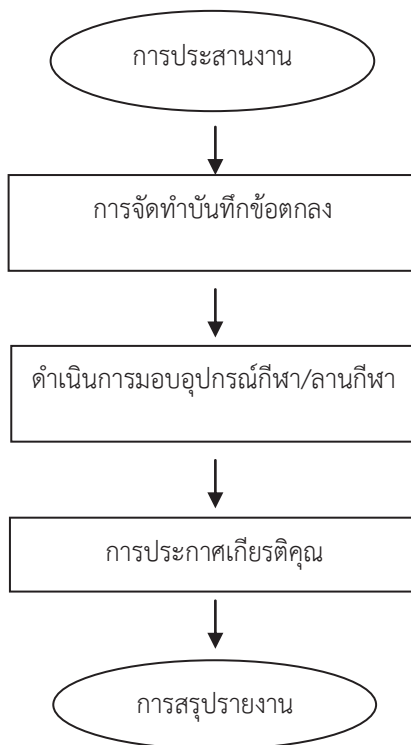 การประสานงาน
การจัดทำบันทึกข้อตกลง
ดำเนินการมอบอุปกรณ์กีฬา/ลานกีฬา
การประกาศเกียรติคุณ
การสรุปรายงาน